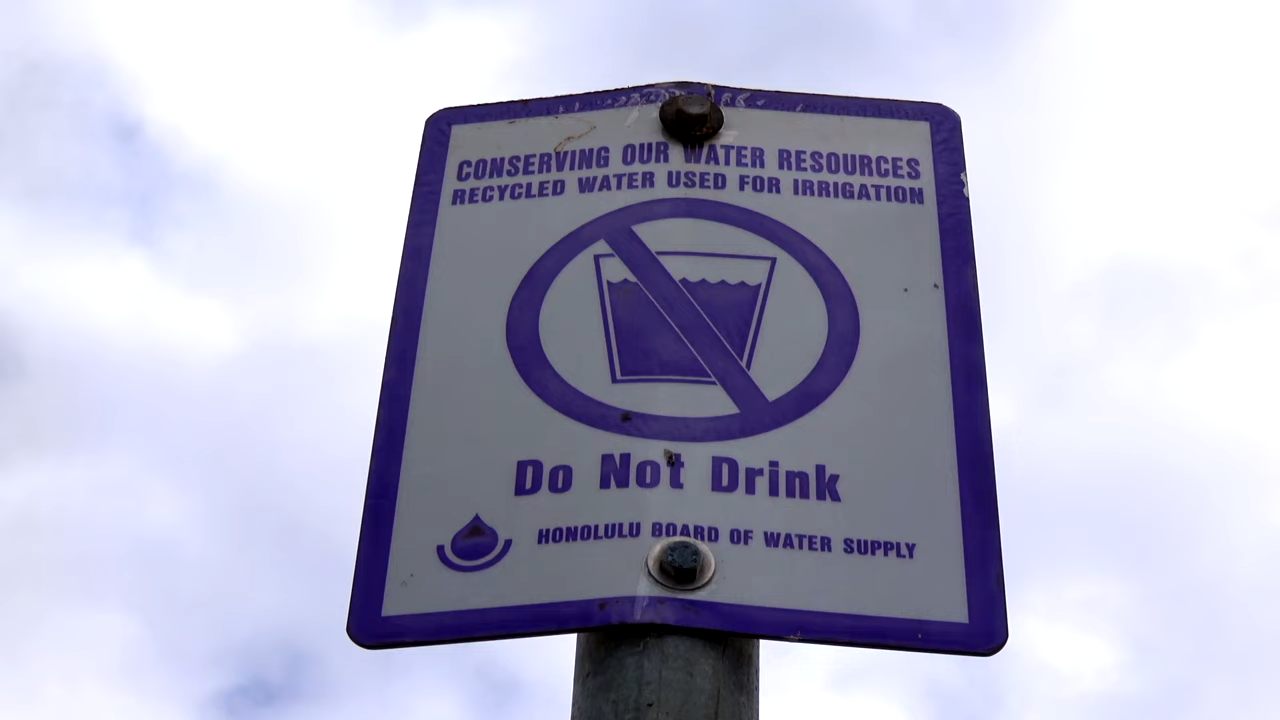 CONSERVING OUR WATER RESOURCES
RECYCLED WATER USED FOR IRRIGATION
Do Not Drink
HONOLULU BOARD OF WATER SUPPLY